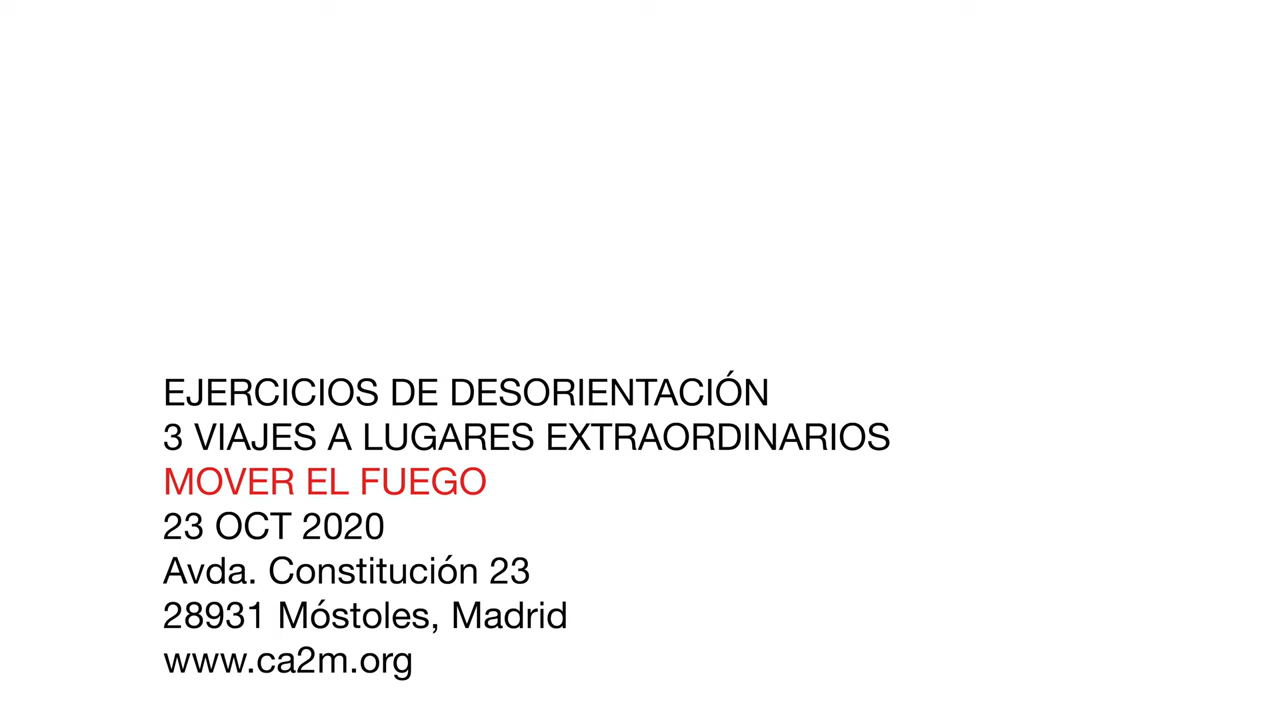 EJERCICIOS DE DESORIENTACIÓN
3 VIAJES A LUGARES EXTRAORDINARIOS
MOVER EL FUEGO
23 OCT 2020
Avda. Constitución 23
28931 Móstoles, Madrid
www.ca2m.org